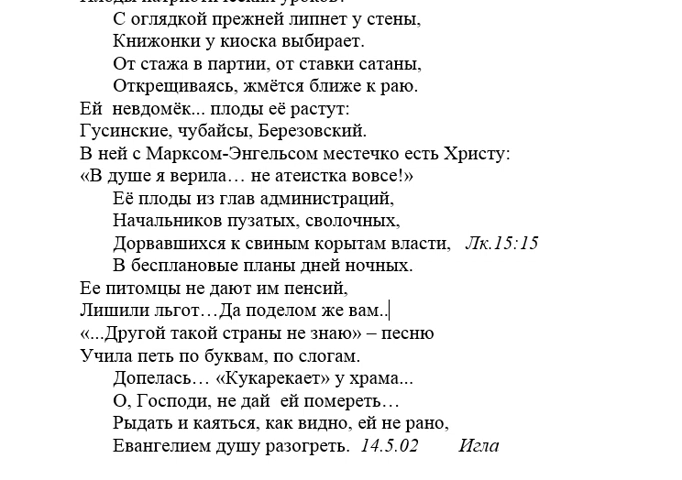 С оглядкой прежней липнет у стены,
Книжонки у киоска выбирает.
От стажа в партии, от ставки сатаны,
Открещиваясь, жмётся ближе к раю.
Ей  невдомёк... плоды её растут:
Гусинские, чубайсы, Березовский.
В ней с Марксом-Энгельсом местечко есть Христу:
«В душе я верила… не атеистка вовсе!»
Её плоды из глав администраций,
Начальников пузатых, сволочных,
Дорвавшихся к свиным корытам власти,   Лк.15:15
В бесплановые планы дней ночных.
Ее питомцы не дают им пенсий,
Лишили льгот…Да поделом же вам..
«...Другой такой страны не знаю» – песню
Учила петь по буквам, по слогам.
Допелась… «Кукарекает» у храма...
О, Господи, не дай  ей помереть…
Рыдать и каяться, как видно, ей не рано,
Евангелием душу разогреть.  14.5.02        Игла